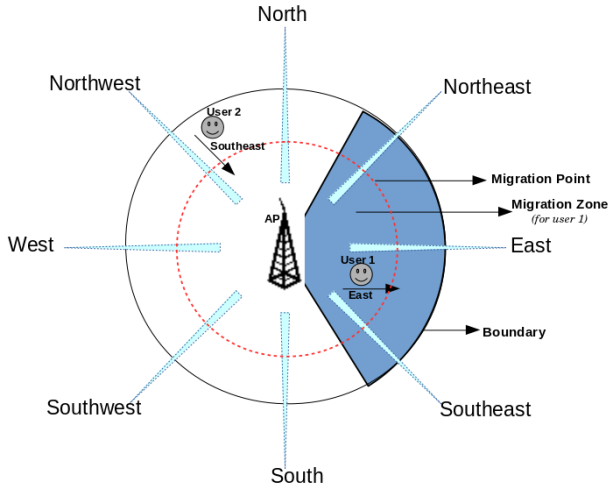 North
Northwest
Northeast
User 2
Southeast
Migration Point
Migration Zone
(for user 1)
AP
West
East
User 1
East
Boundary
Southwest
Southeast
South